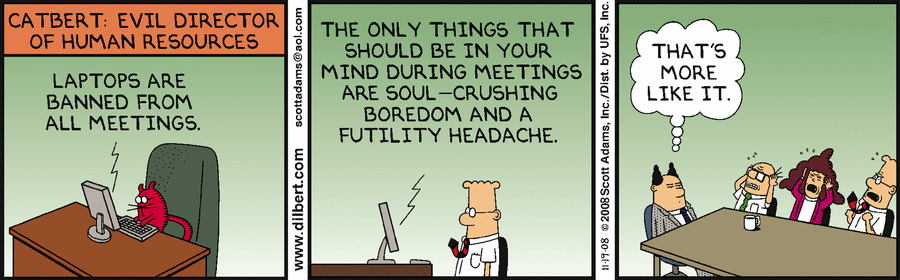 CATBERT: EVIL DIRECTOR
OF HUMAN RESOURCES
LAPTOPS ARE
BANNED FROM
ALL MEETINGS.
www.dilbert.com scottadams@aol.com
THE ONLY THINGS THAT
SHOULD BE IN YOUR
MIND DURING MEETINGS
ARE SOUL-CRUSHING
BOREDOM AND A
FUTILITY HEADACHE.
11-19-08 © 2008 Scott Adams, Inc./Dist. by UFS, Inc.
THAT'S
MORE
LIKE IT.